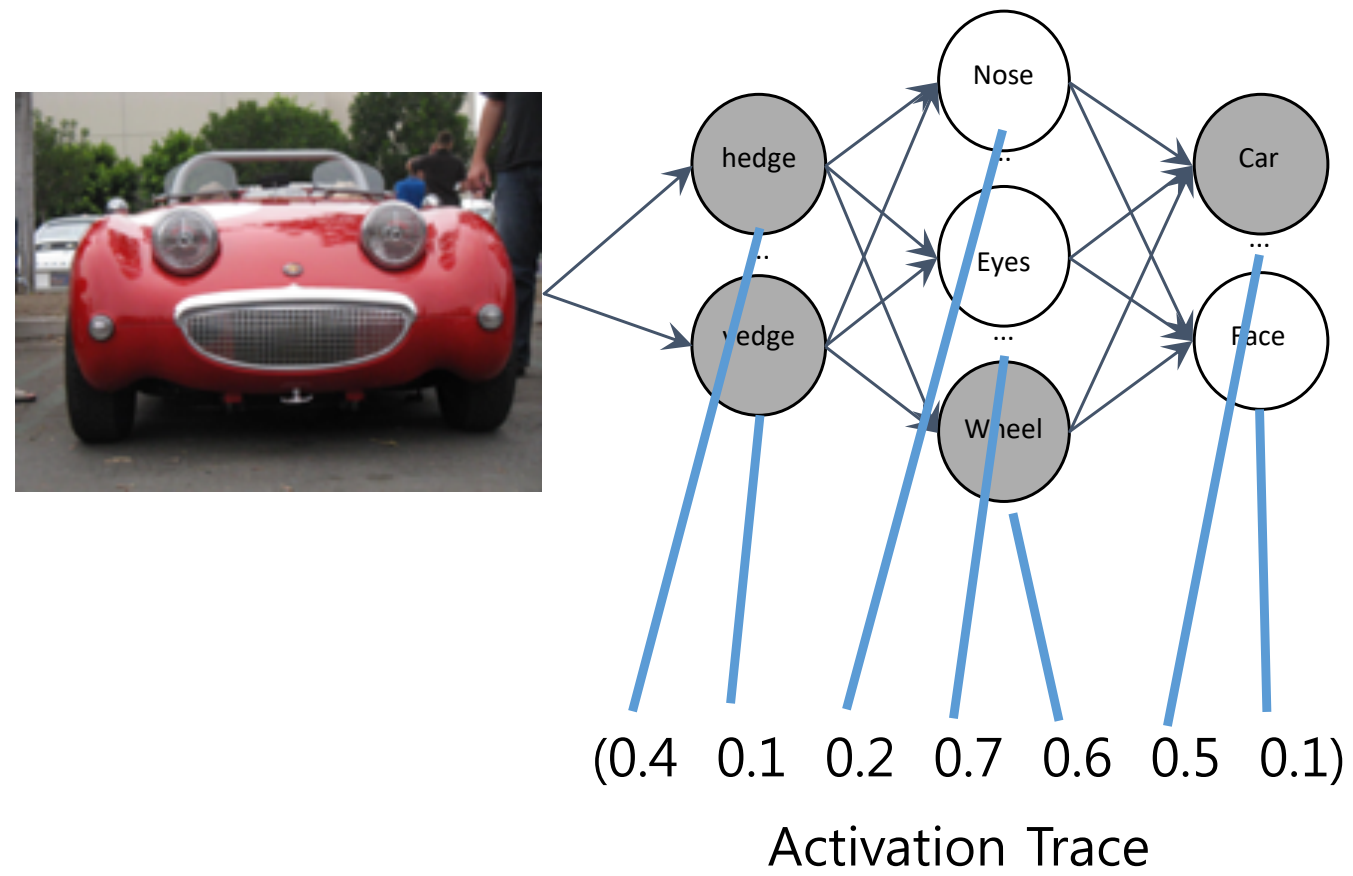 Nose
hedge
Car
..
...
..
Eyes
vedge
Face
...
Wheel
(0.4 0.1 0.2 0.7 0.6 0.5 0.1)
Activation Trace